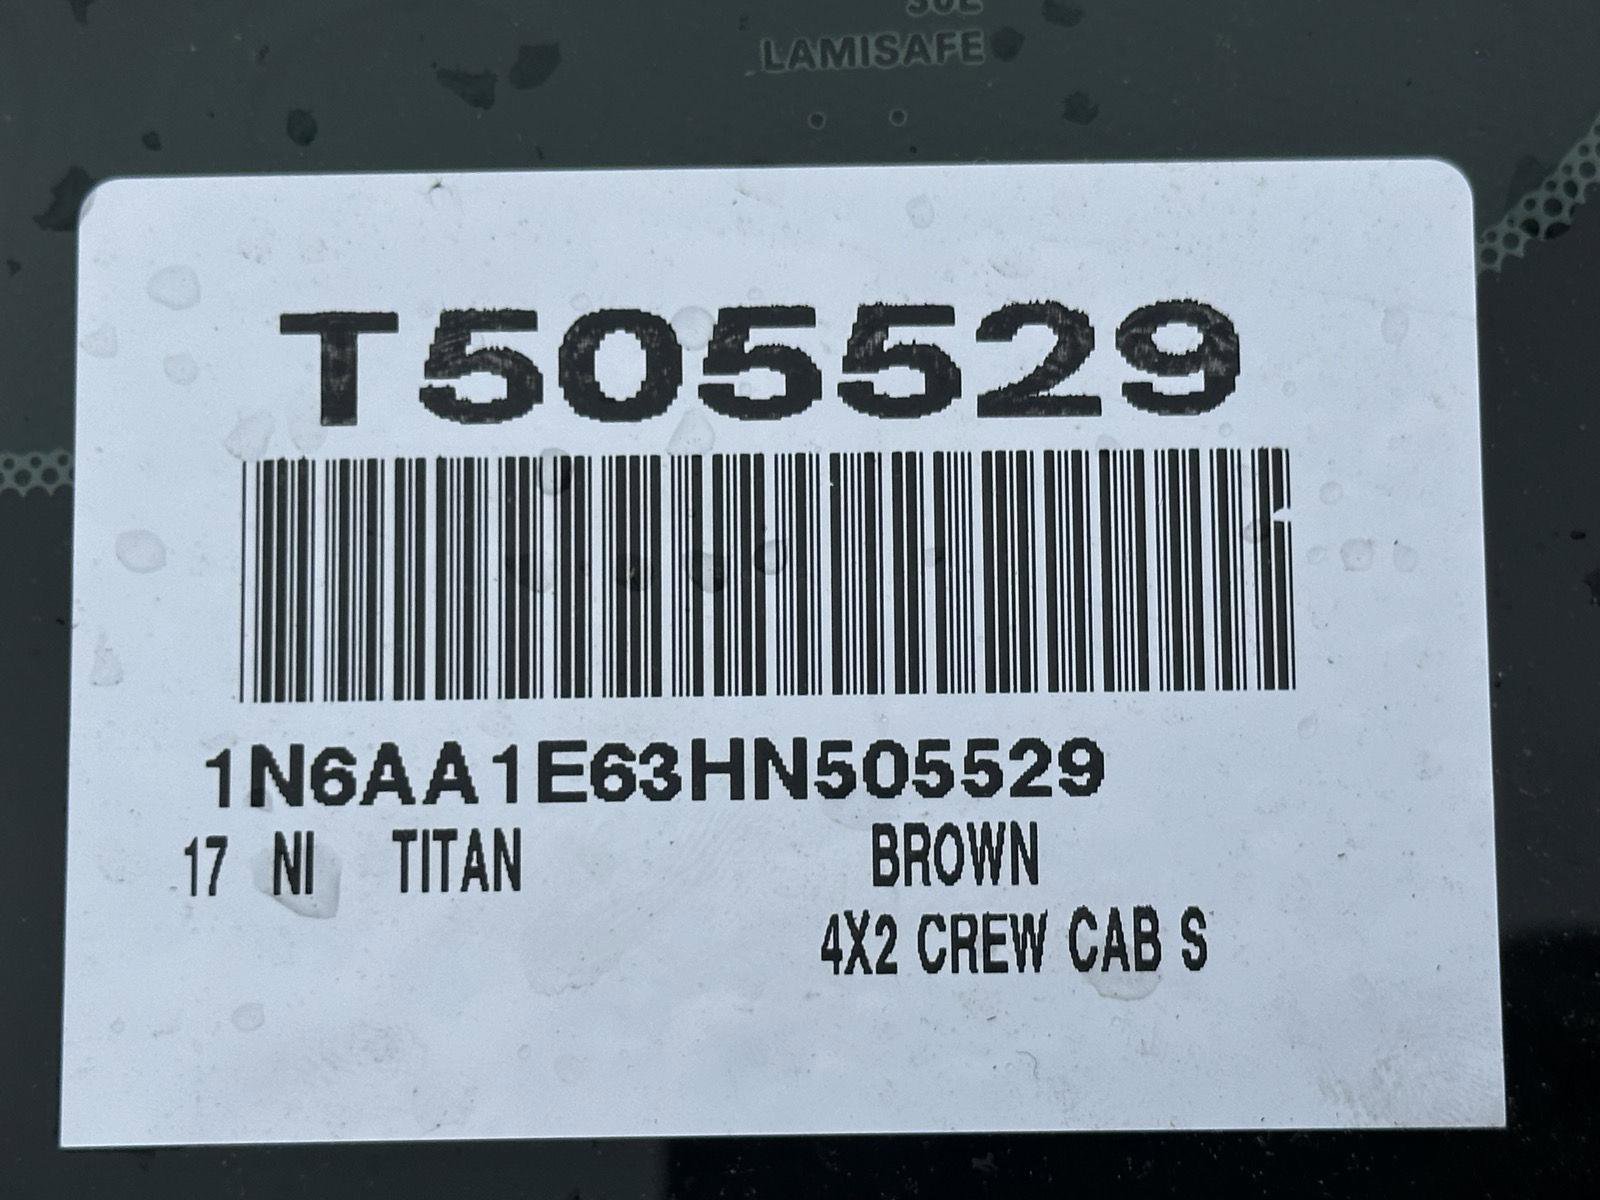 LAMISAFE
T505529
1N6AA1E63HN505529
17 NI TITAN BROWN
4X2 CREW CAB S